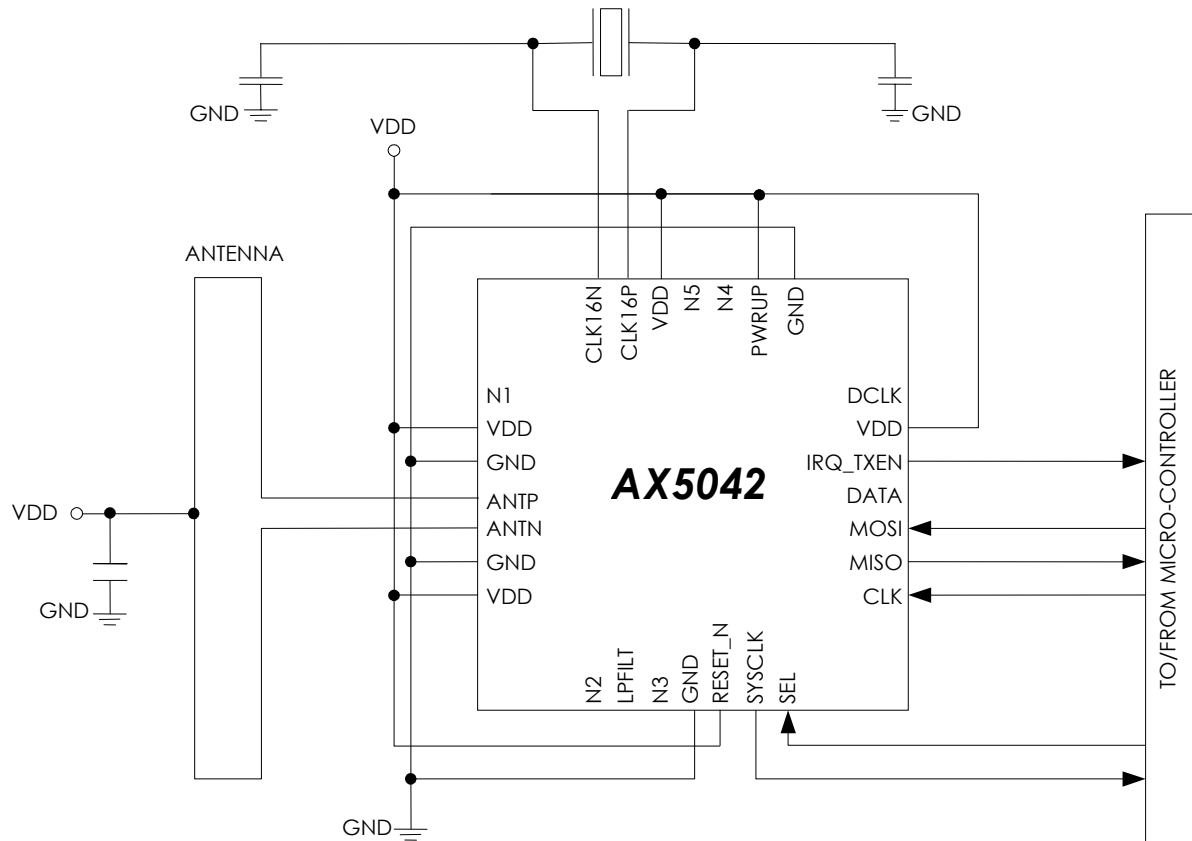 GND
GND
VDD
ANTENNA
CLK16N
CLK16P
VDD
N5
N4
PWRUP
GND
N1
VDD
GND
ANTP
ANTN
GND
VDD
AX5042
DCLK
VDD
IRQ_TXEN
DATA
MOSI
MISO
CLK
VDD
GND
N2
LPFILT
N3
GND
RESET_N
SYSCLK
SEL
TO/FROM MICRO-CONTROLLER
GND